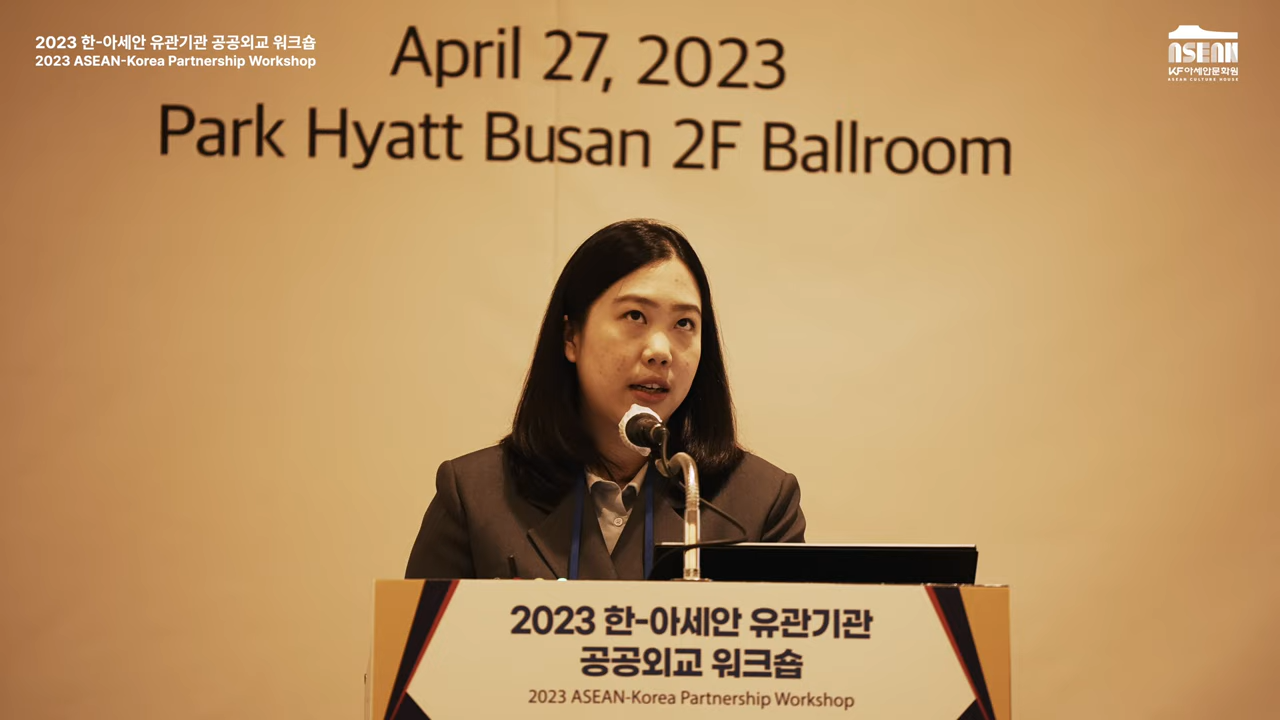 2023 한-아세안 유관기관 공공외교 워크숍
2023 ASEAN-Korea Partnership Workshop
ASEAN
KF아세안문화원
ASEAN CULTURE HOUSE
April 27, 2023
Park Hyatt Busan 2F Ballroom
2023 한-아세안 유관기관
공공외교 워크숍
2023 ASEAN-Korea Partnership Workshop